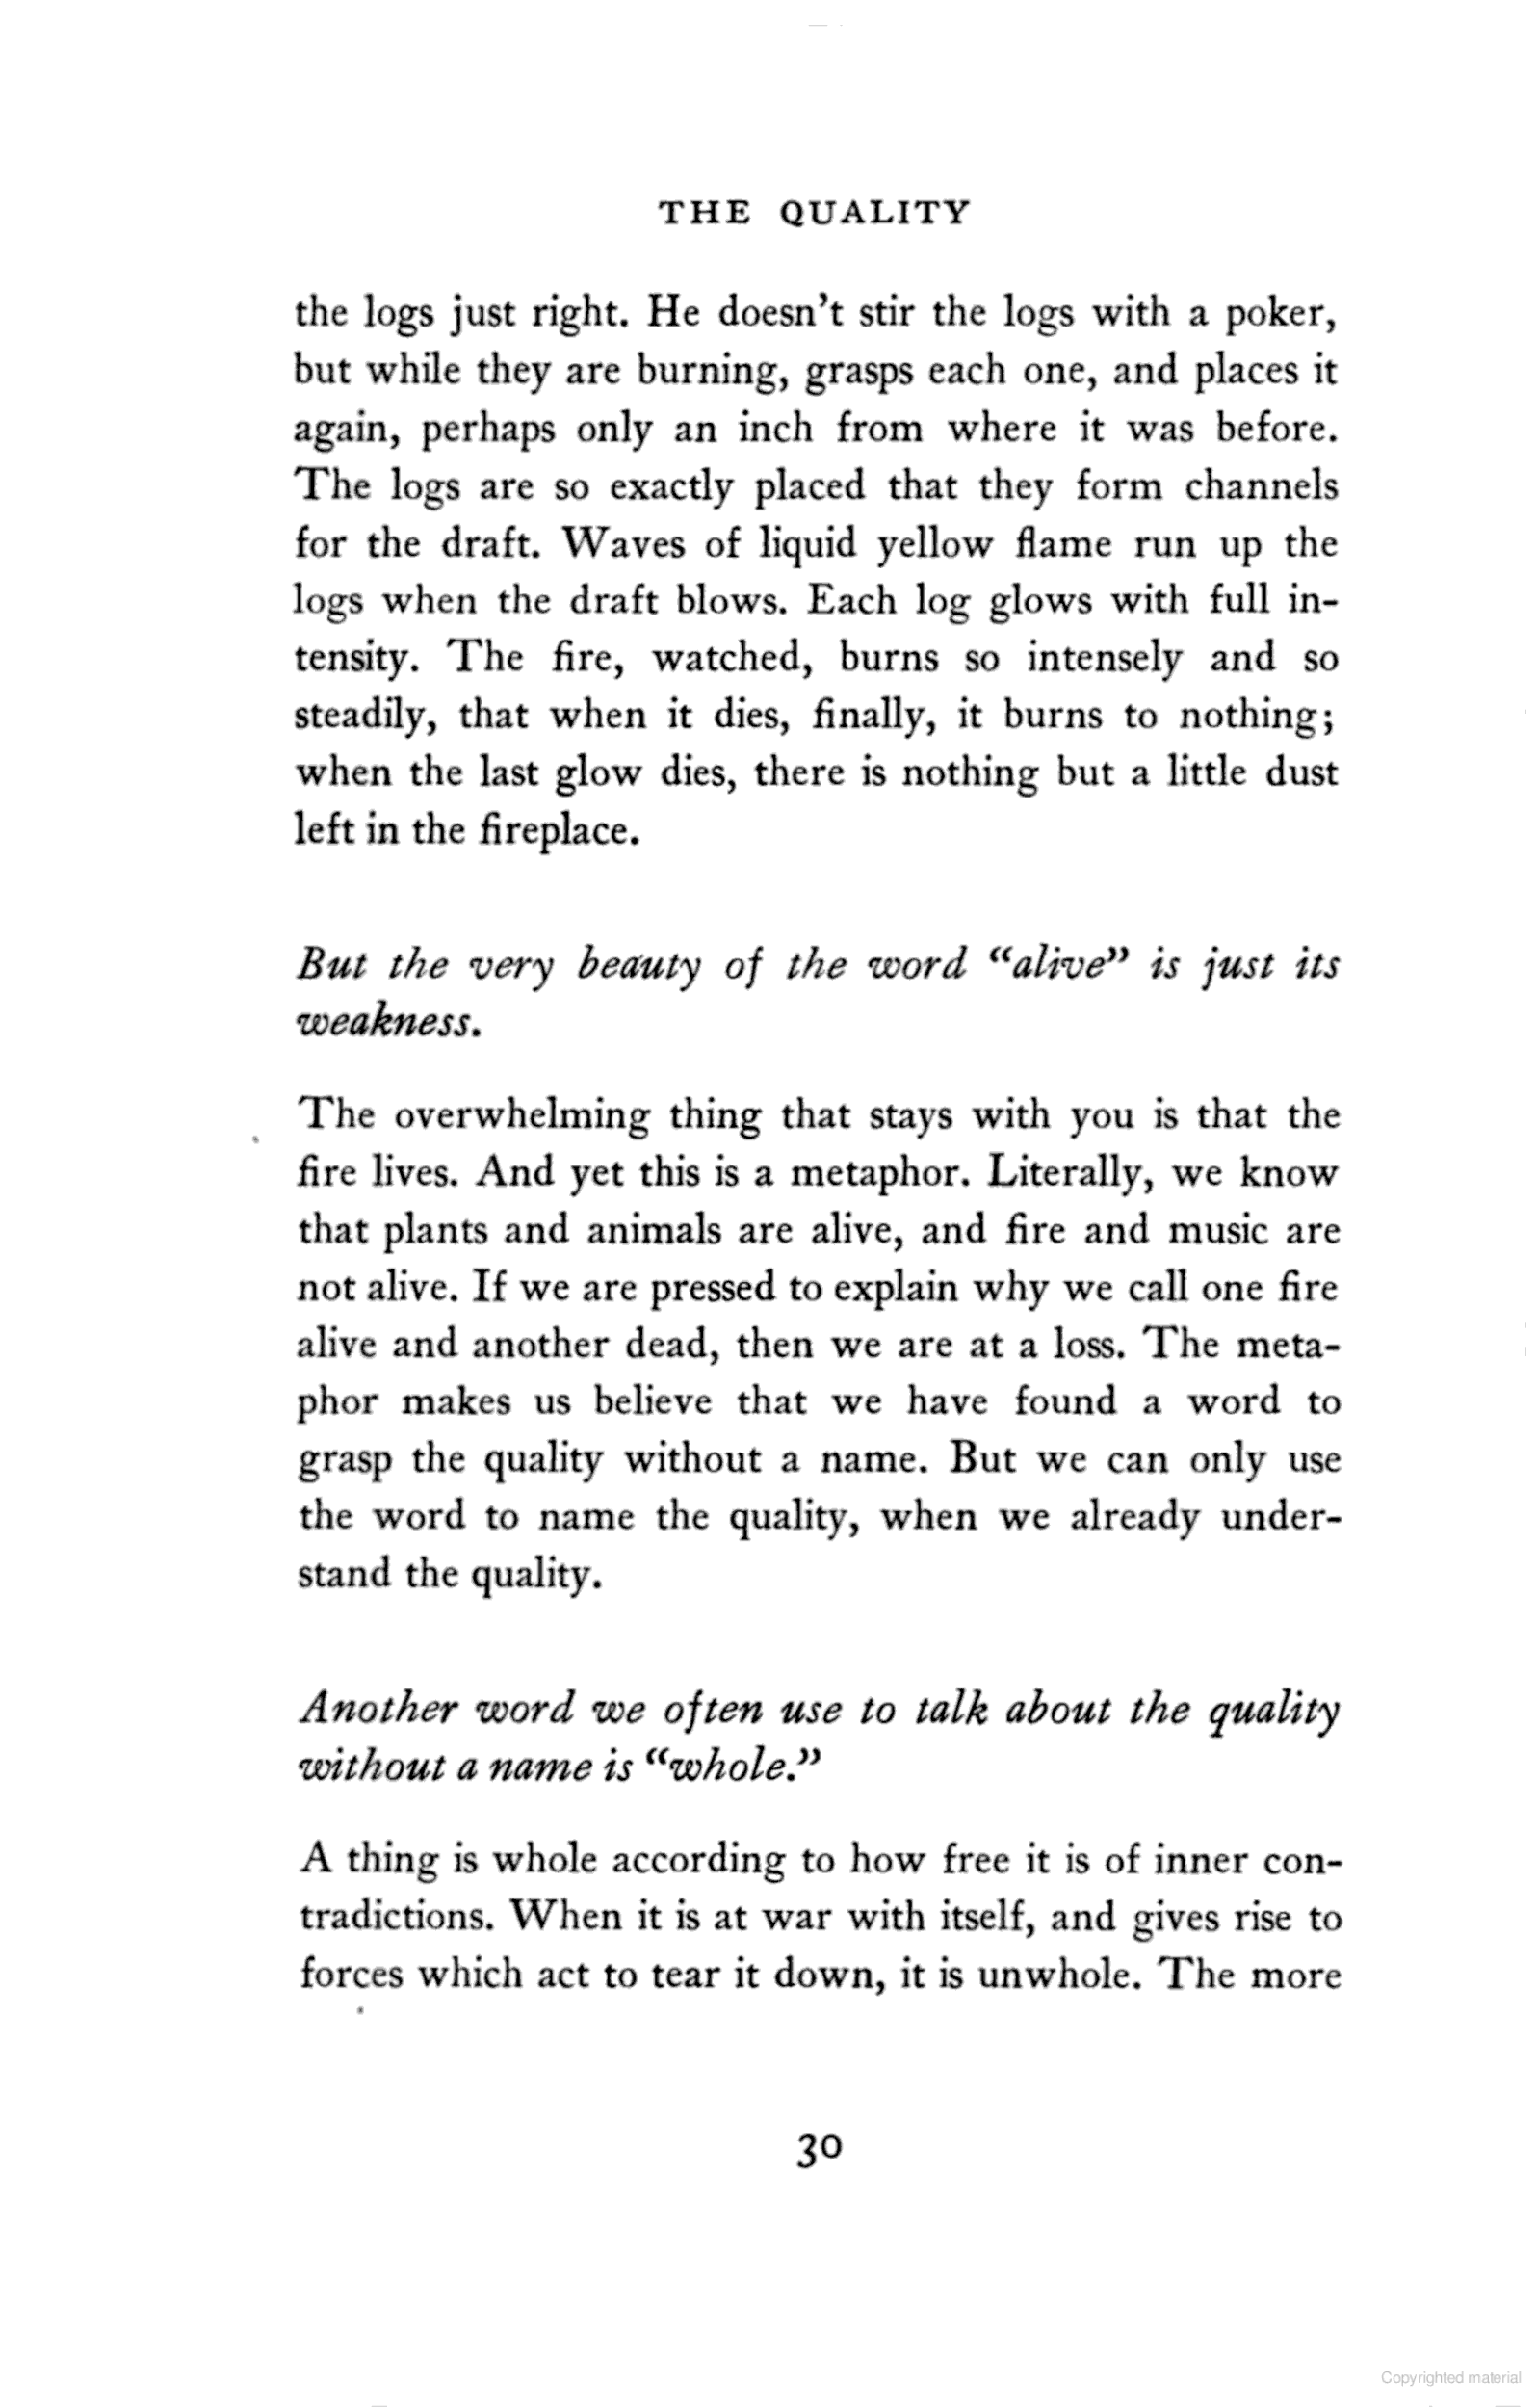 THE QUALITY
the logs just right. He doesn't stir the logs with a poker,
but while they are burning, grasps each one, and places it
again, perhaps only an inch from where it was before.
The logs are so exactly placed that they form channels
for the draft. Waves of liquid yellow flame run up the
logs when the draft blows. Each log glows with full in-
tensity. The fire, watched, burns so intensely and so
steadily, that when it dies, finally, it burns to nothing;
when the last glow dies, there is nothing but a little dust
left in the fireplace.
But the very beauty of the word “alive” is just its
weakness.
The overwhelming thing that stays with you is that the
fire lives. And yet this is a metaphor. Literally, we know
that plants and animals are alive, and fire and music are
not alive. If we are pressed to explain why we call one fire
alive and another dead, then we are at a loss. The meta-
phor makes us believe that we have found a word to
grasp the quality without a name. But we can only use
the word to name the quality, when we already under-
stand the quality.
Another word we often use to talk about the quality
without a name is “whole.”
A thing is whole according to how free it is of inner con-
tradictions. When it is at war with itself, and gives rise to
forces which act to tear it down, it is unwhole. The more
30
Copyrighted material